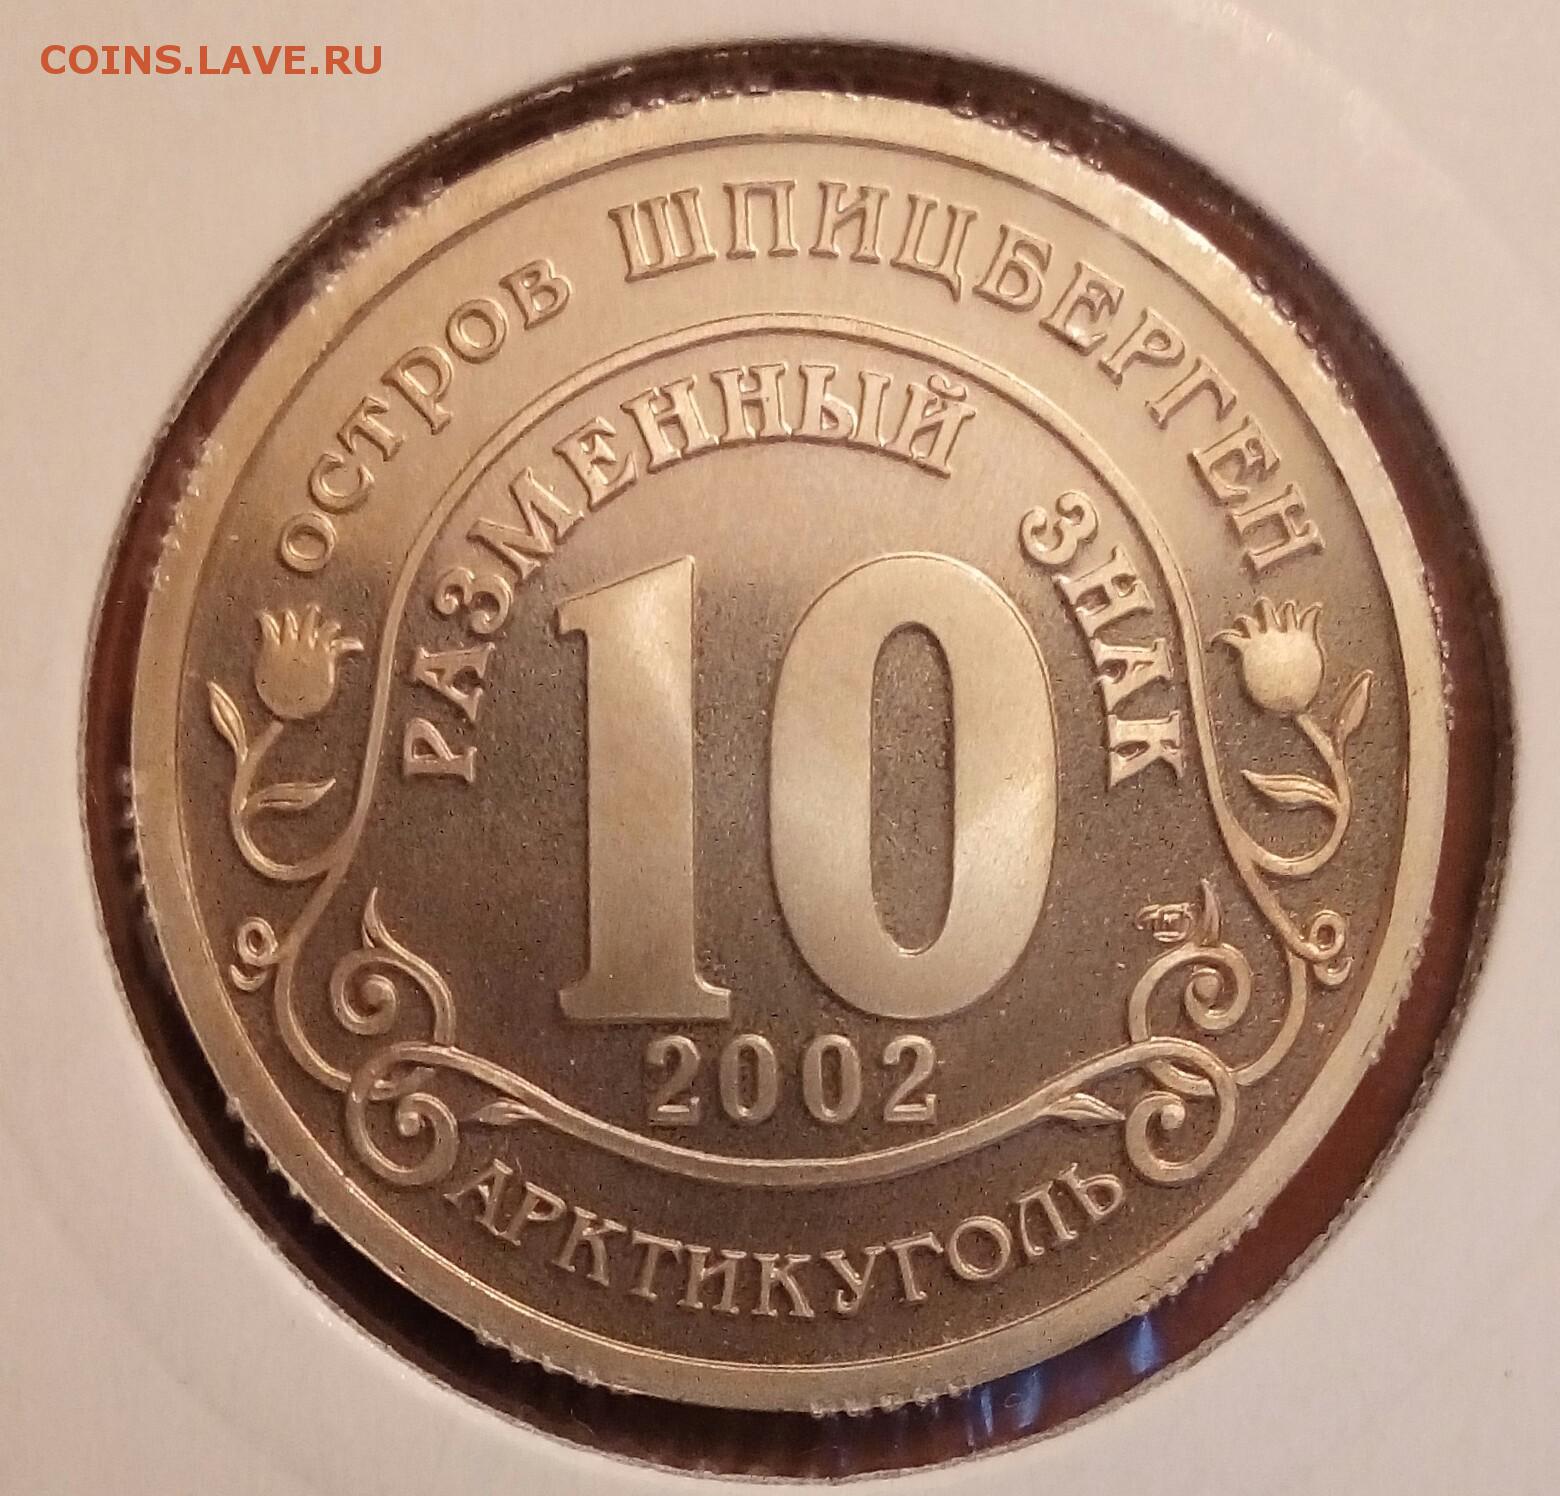 COINS.LAVE.RU
ОСТРОВ ШПИЦБЕРГЕН
РАЗМЕННЫЙ ЗНАК
10
2002
АРКТИКУГОЛЬ